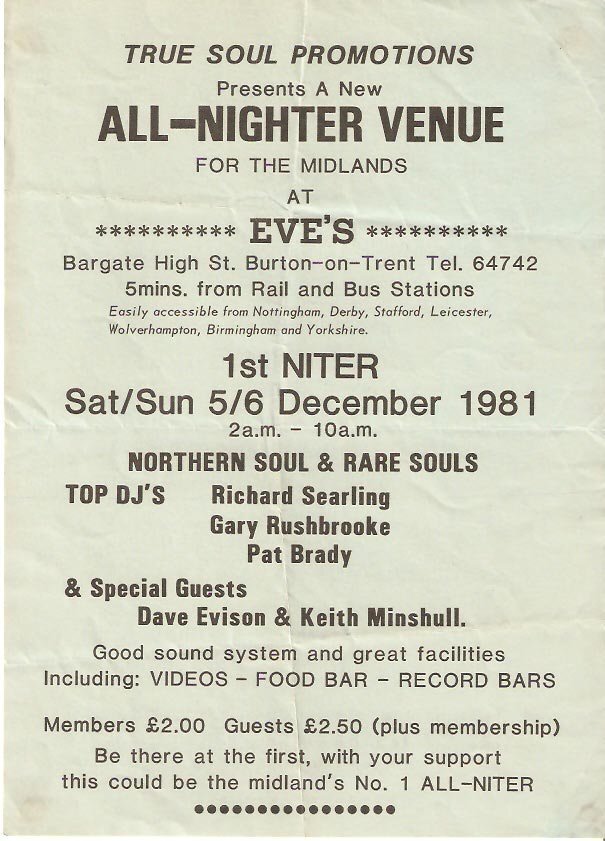 TRUE SOUL PROMOTIONS
Presents A New
ALL-NIGHTER VENUE
FOR THE MIDLANDS
AT
********** EVE'S **********
Bargate High St. Burton-on-Trent Tel. 64742
5mins. from Rail and Bus Stations
Easily accessible from Nottingham, Derby, Stafford, Leicester,
Wolverhampton, Birmingham and Yorkshire.
1st NITER
Sat/Sun 5/6 December 1981
2a.m. - 10a.m.
NORTHERN SOUL & RARE SOULS
TOP DJ'S Richard Searling
Gary Rushbrooke
Pat Brady
& Special Guests
Dave Evison & Keith Minshull.
Good sound system and great facilities
Including: VIDEOS - FOOD BAR - RECORD BARS
Members £2.00 Guests £2.50 (plus membership)
Be there at the first, with your support
this could be the midland's No. 1 ALL-NITER